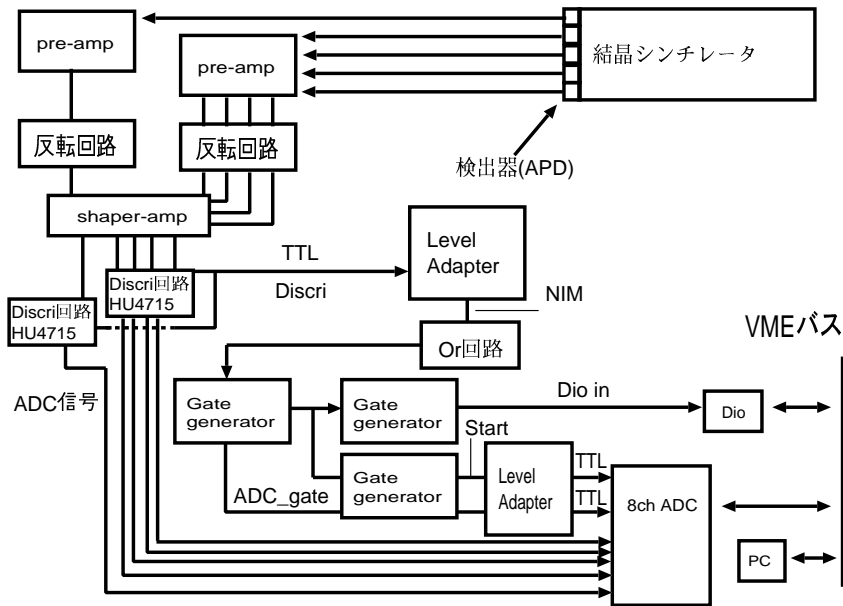 pre-amp
pre-amp
結晶シンチレータ
反転回路
反転回路
検出器(APD)
shaper-amp
TTL
Discri
Level
Adapter
Discri回路
HU4715
Discri回路
HU4715
NIM
Or回路
VMEバス
ADC信号
Gate
generator
Gate
generator
Dio in
Dio
Start
Gate
generator
ADC_gate
Level
Adapter
TTL
TTL
8ch ADC
PC